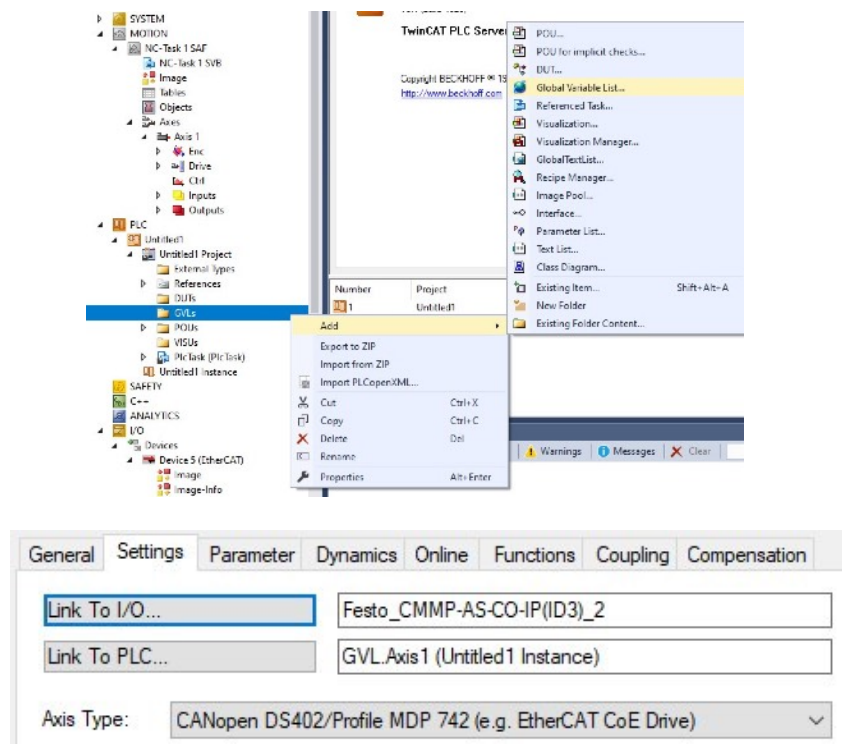 SYSTEM
MOTION
NC-Task 1 SAF
NC-Task 1 SVB
Image
Tables
Objects
Axes
Axis 1
Enc
Drive
Ctrl
Inputs
Outputs
PLC
Untitled1
Untitled1 Project
External Types
References
DUTs
GVLs
POUs
VISUs
PlcTask (PlcTask)
Untitled1 Instance
SAFETY
C++
ANALYTICS
I/O
Devices
Device 5 (EtherCAT)
Image
Image-Info
TwinCAT PLC Serve
Copyright BECKHOFF © 19
http://www.beckhoff.com
Number Project
1 Untitled1
Add
Export to ZIP
Import from ZIP
Import PLCopenXML...
Cut Ctrl+X
Copy Ctrl+C
Delete Del
Rename
Properties Alt+Enter
POU...
POU for implicit checks...
DUT...
Global Variable List...
Referenced Task...
Visualization...
Visualization Manager...
GlobalTextList...
Recipe Manager...
Image Pool...
Interface...
Parameter List...
Text List...
Class Diagram...
Existing Item... Shift+Alt+A
New Folder
Existing Folder Content...
Warnings Messages Clear
General Settings Parameter Dynamics Online Functions Coupling Compensation
Link To I/O... Festo_CMMP-AS-CO-IP(ID3)_2
Link To PLC... GVL.Axis1 (Untitled1 Instance)
Axis Type: CANopen DS402/Profile MDP 742 (e.g. EtherCAT CoE Drive)